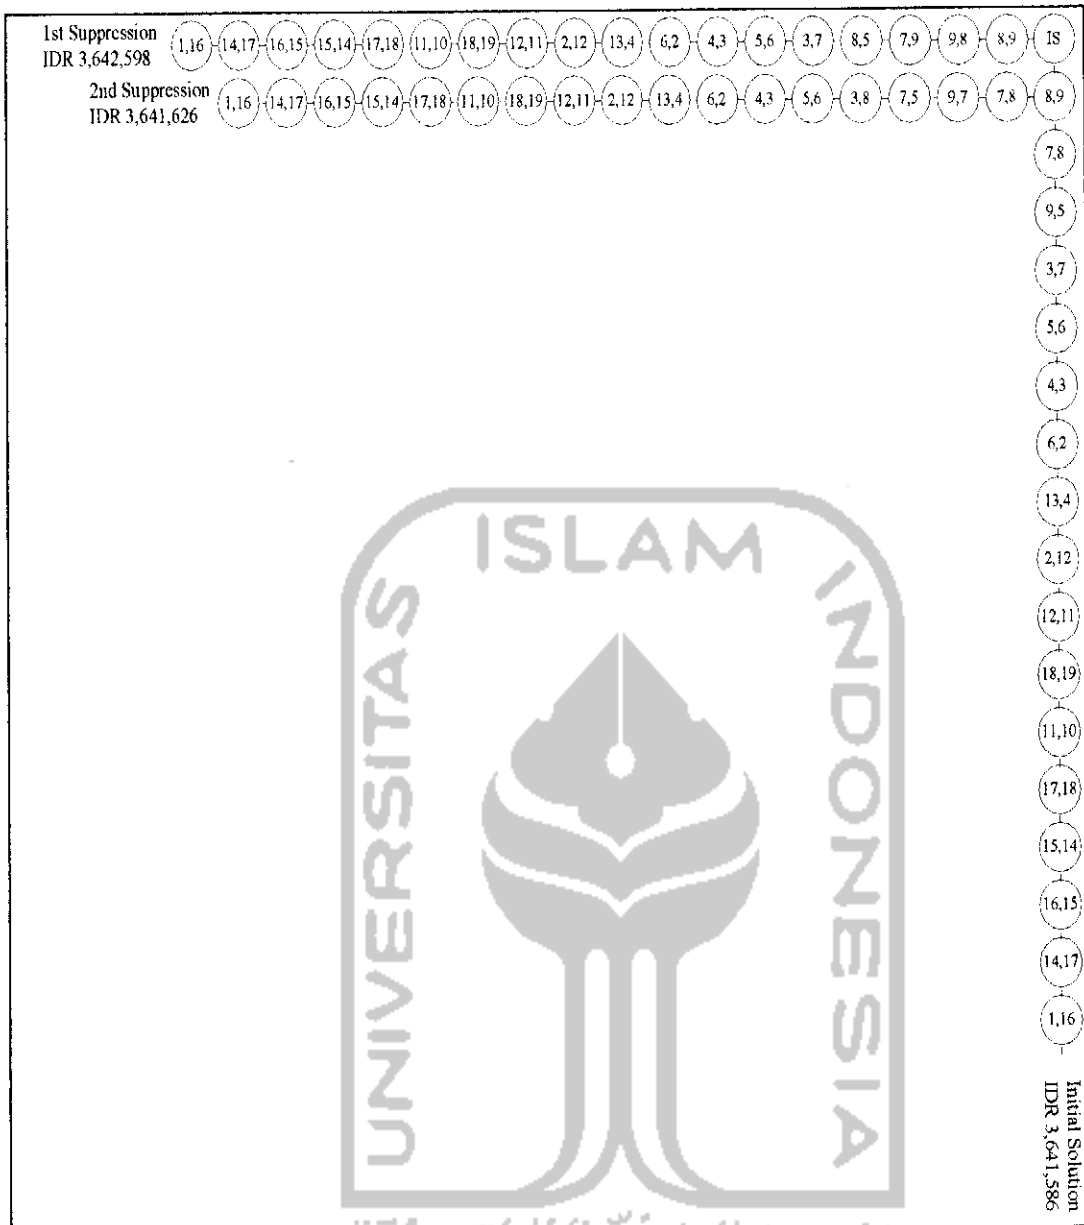 1st Suppression
IDR 3,642,598
1,16 14,17 16,15 15,14 17,18 11,10 18,19 12,11 2,12 13,4 6,2 4,3 5,6 3,7 8,5 7,9 9,8 8,9 IS
2nd Suppression
IDR 3,641,626
1,16 14,17 16,15 15,14 17,18 11,10 18,19 12,11 2,12 13,4 6,2 4,3 5,6 3,8 7,5 9,7 7,8 8,9
7,8
9,5
3,7
5,6
4,3
6,2
13,4
2,12
12,11
18,19
11,10
17,18
15,14
16,15
14,17
1,16
Initial Solution
IDR 3,641,586
ISLAM
UNIVERSITAS
INDONESIA